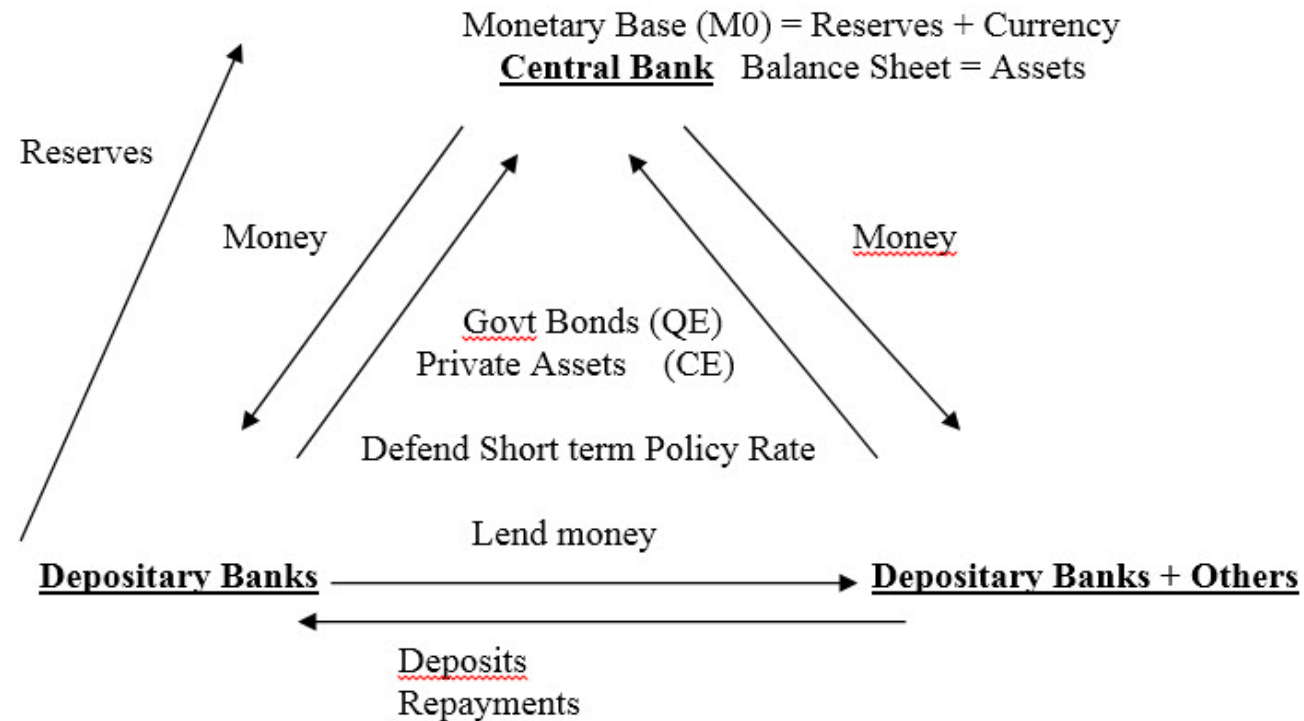 Monetary Base (M0) = Reserves + Currency
Central Bank Balance Sheet = Assets
Reserves
Money
Money
Govt Bonds (QE)
Private Assets (CE)
Defend Short term Policy Rate
Lend money
Depositary Banks
Depositary Banks + Others
Deposits
Repayments